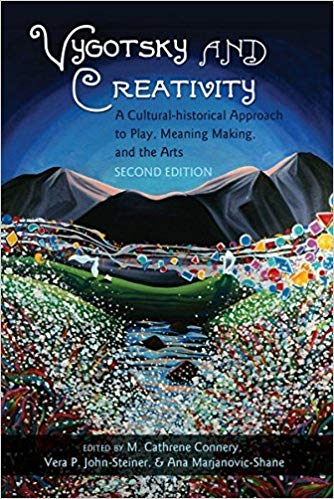 Vygotsky and
Creativity
A Cultural-historical Approach
to Play, Meaning Making,
and the Arts
SECOND EDITION
EDITED BY M. Cathrene Connery,
Vera P. John-Steiner, & Ana Marjanovic-Shane